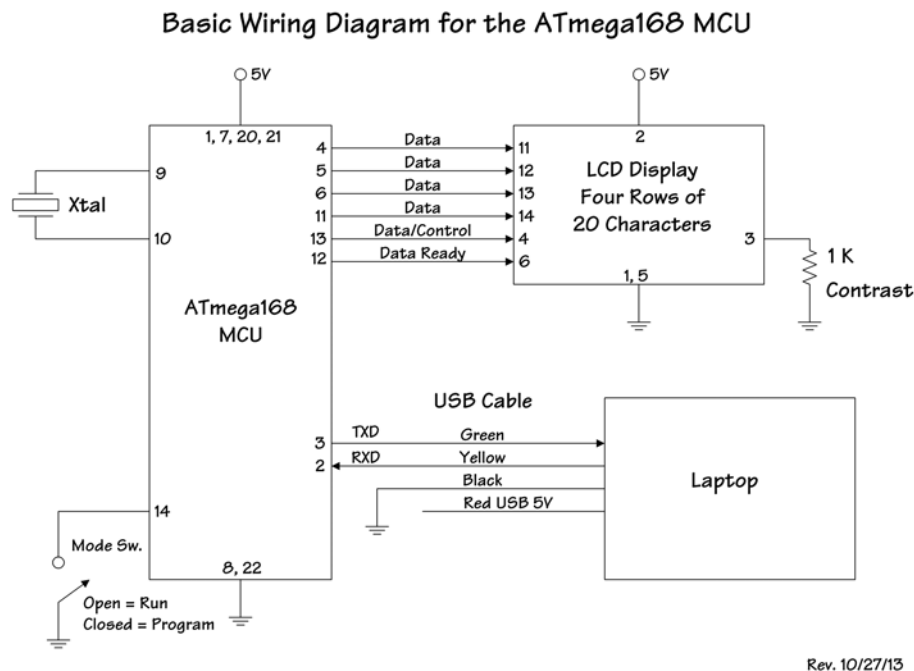 Basic Wiring Diagram for the ATmega168 MCU
5V
5V
1, 7, 20, 21
2
4
Data
11
5
Data
12
6
Data
13
11
Data
14
13
Data/Control
4
12
Data Ready
6
9
Xtal
10
LCD Display
Four Rows of
20 Characters
3
1, 5
1 K
Contrast
ATmega168
MCU
USB Cable
3
TXD
Green
2
RXD
Yellow
Black
Red USB 5V
Laptop
14
Mode Sw.
8, 22
Open = Run
Closed = Program
Rev. 10/27/13